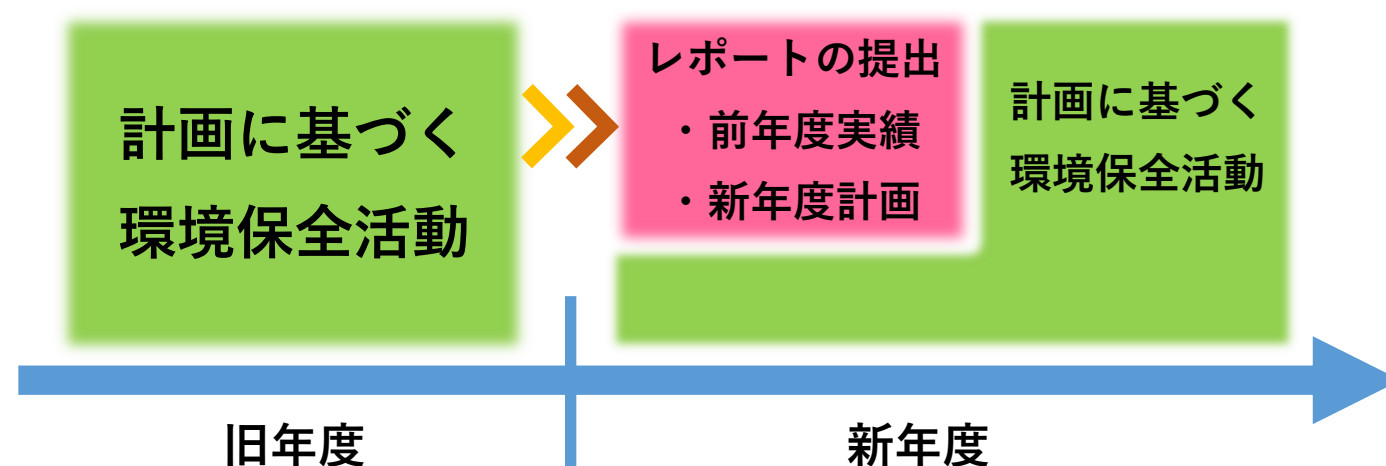 計画に基づく
環境保全活動
レポートの提出
・前年度実績
・新年度計画
計画に基づく
環境保全活動
旧年度
新年度